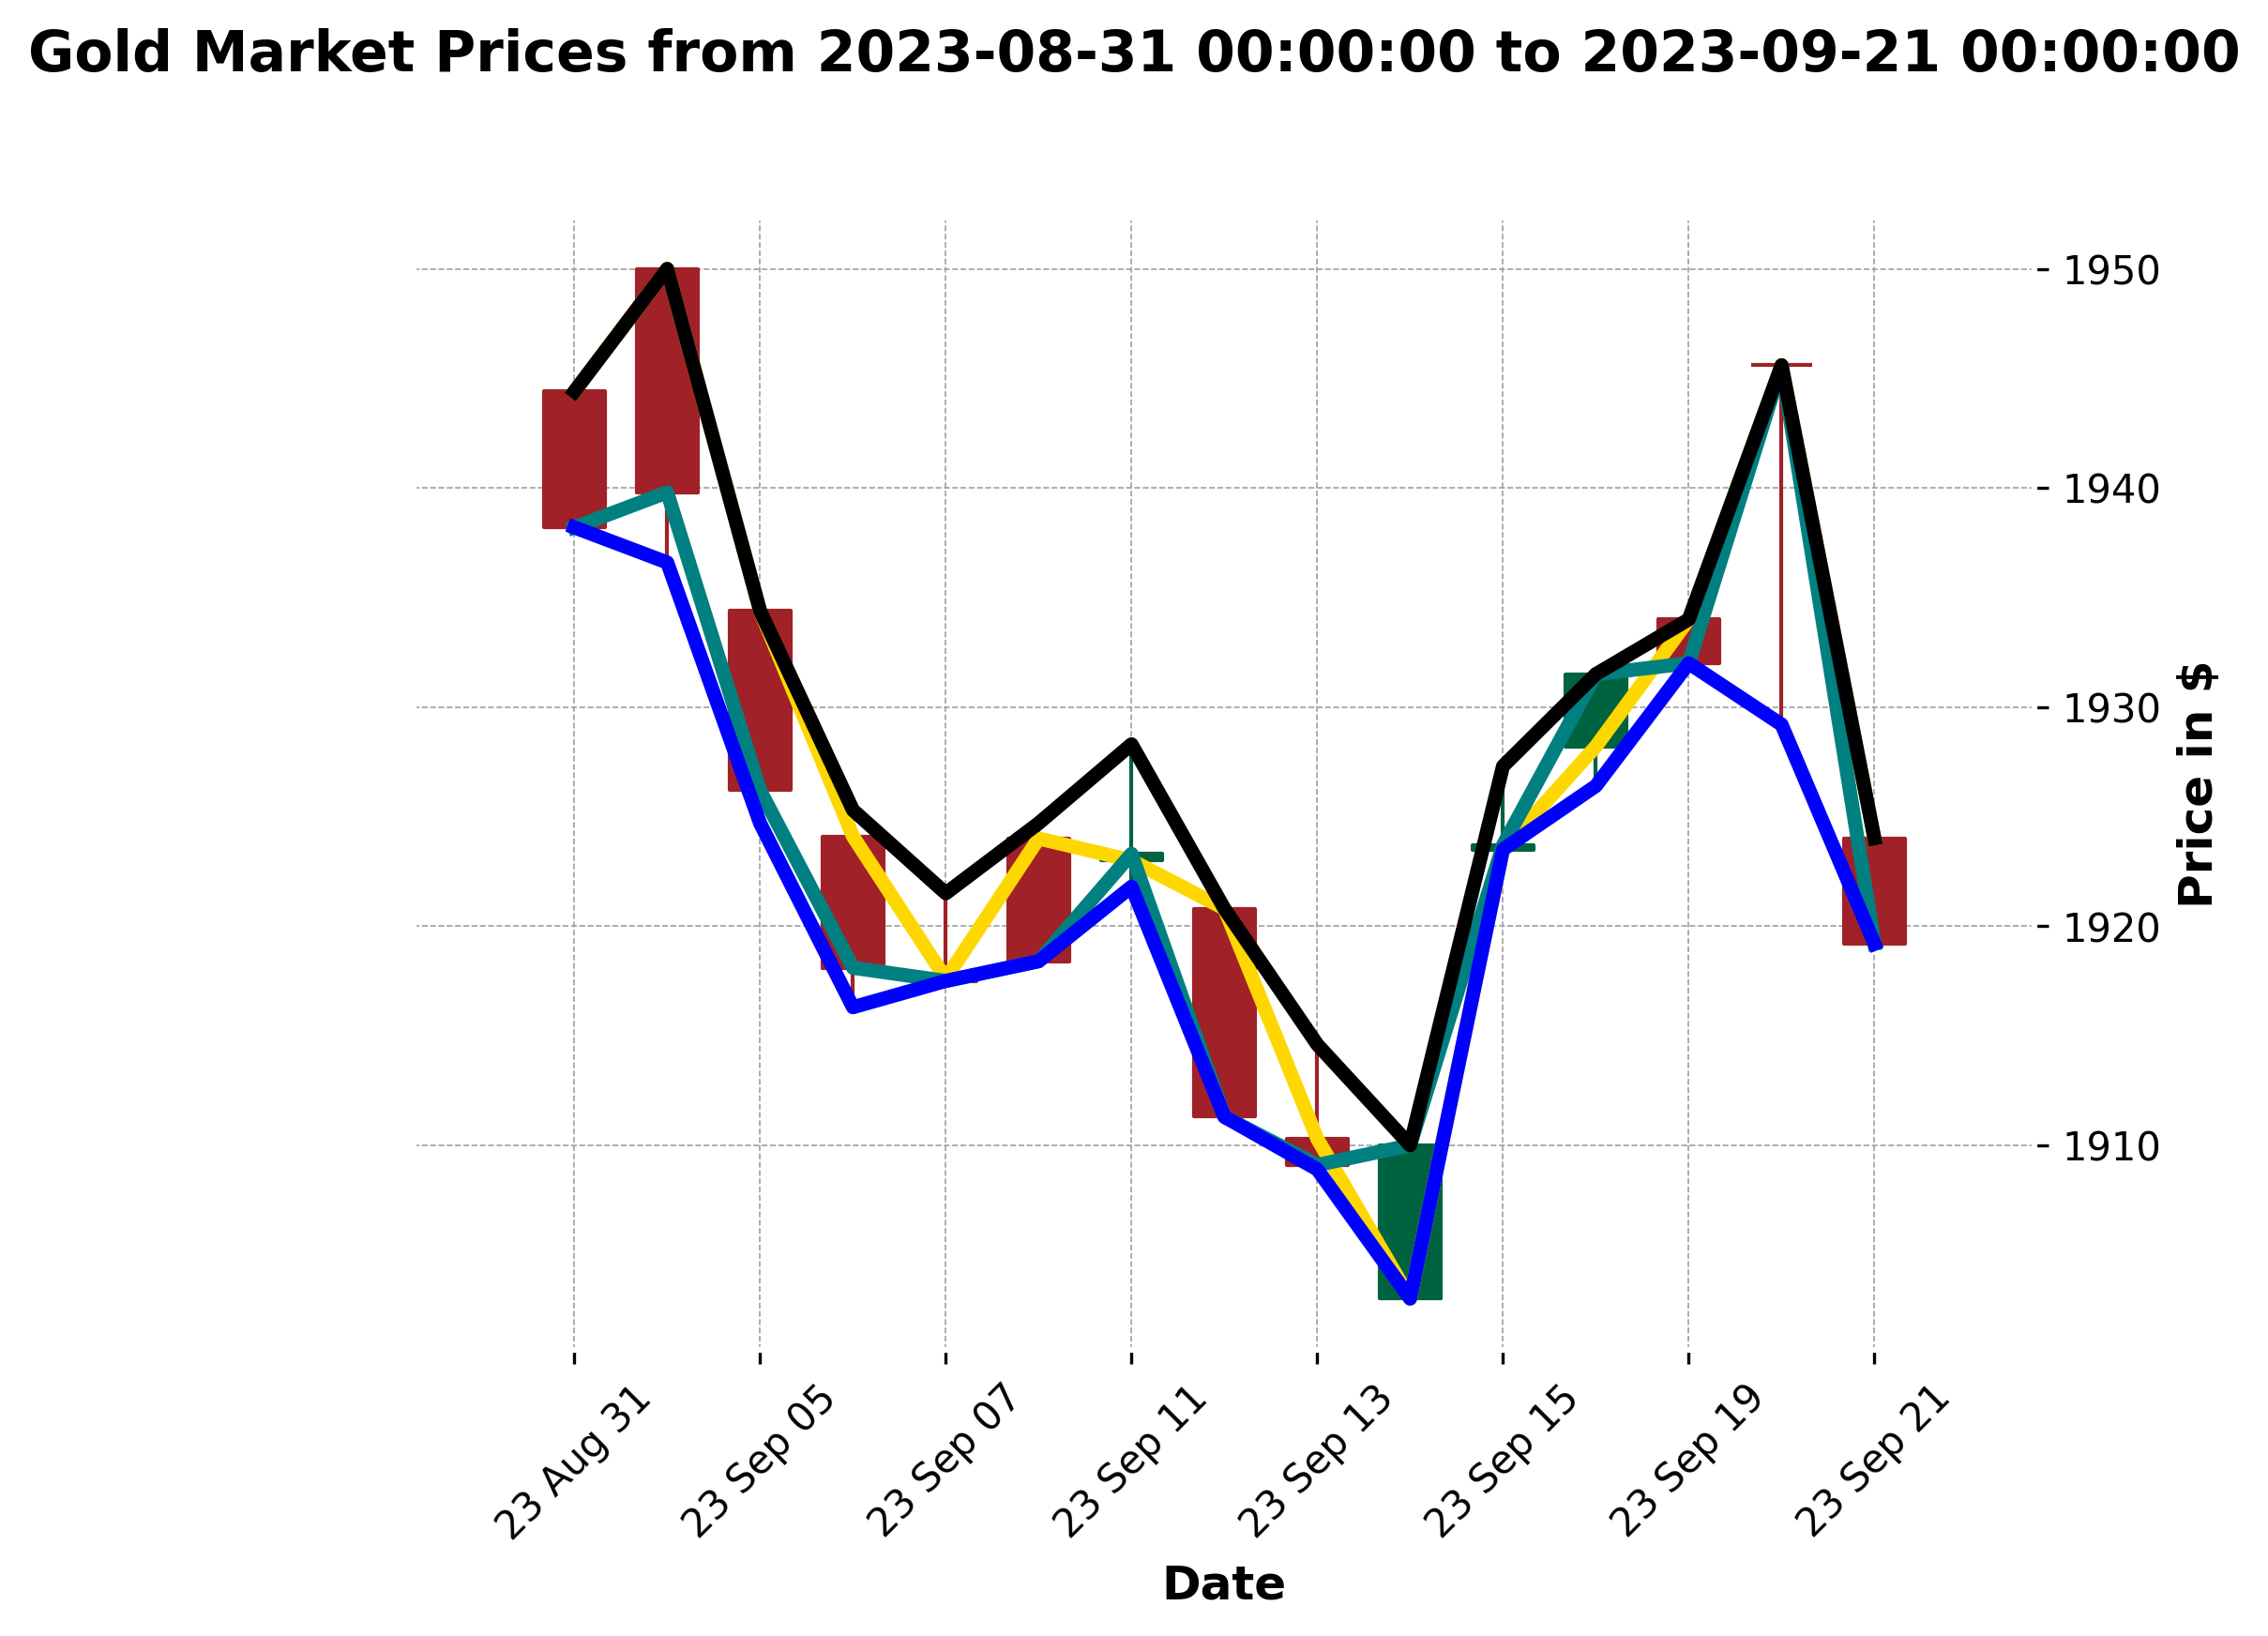 Gold Market Prices from 2023-08-31 00:00:00 to 2023-09-21 00:00:00
1950
1940
1930
1920
1910
Price in $
23 Aug 31
23 Sep 05
23 Sep 07
23 Sep 11
23 Sep 13
23 Sep 15
23 Sep 19
23 Sep 21
Date